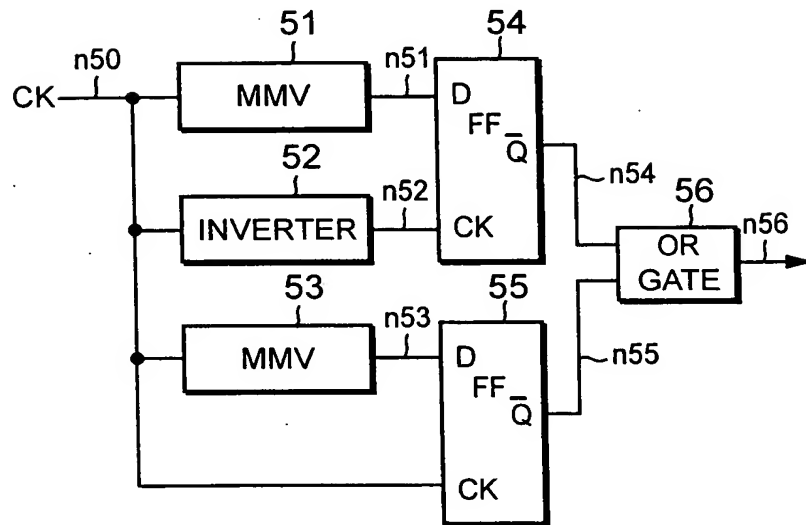 51
54
n50
n51
CK
MMV
D
FF
Q̅
52
n52
n54
56
n56
INVERTER
CK
OR
GATE
53
55
n53
MMV
D
n55
FF
Q̅
CK